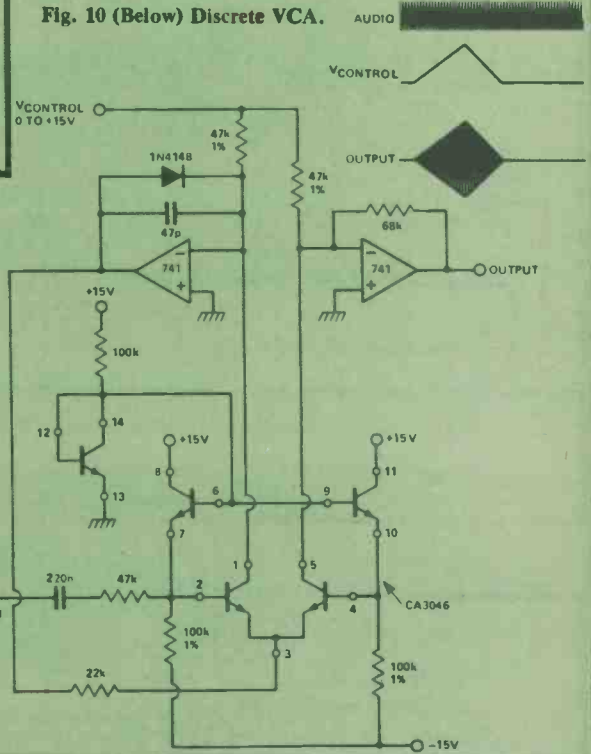 Fig. 10 (Below) Discrete VCA.
AUDIO
VCONTROL
OUTPUT
VCONTROL
0 TO +15V
47k
1%
47k
1%
1N4148
47p
68k
741
741
OUTPUT
+15V
100k
12
14
13
+15V
8
6
7
9
+15V
11
10
1
5
220n
47k
2
4
CA3046
3
100k
1%
100k
1%
22k
-15V